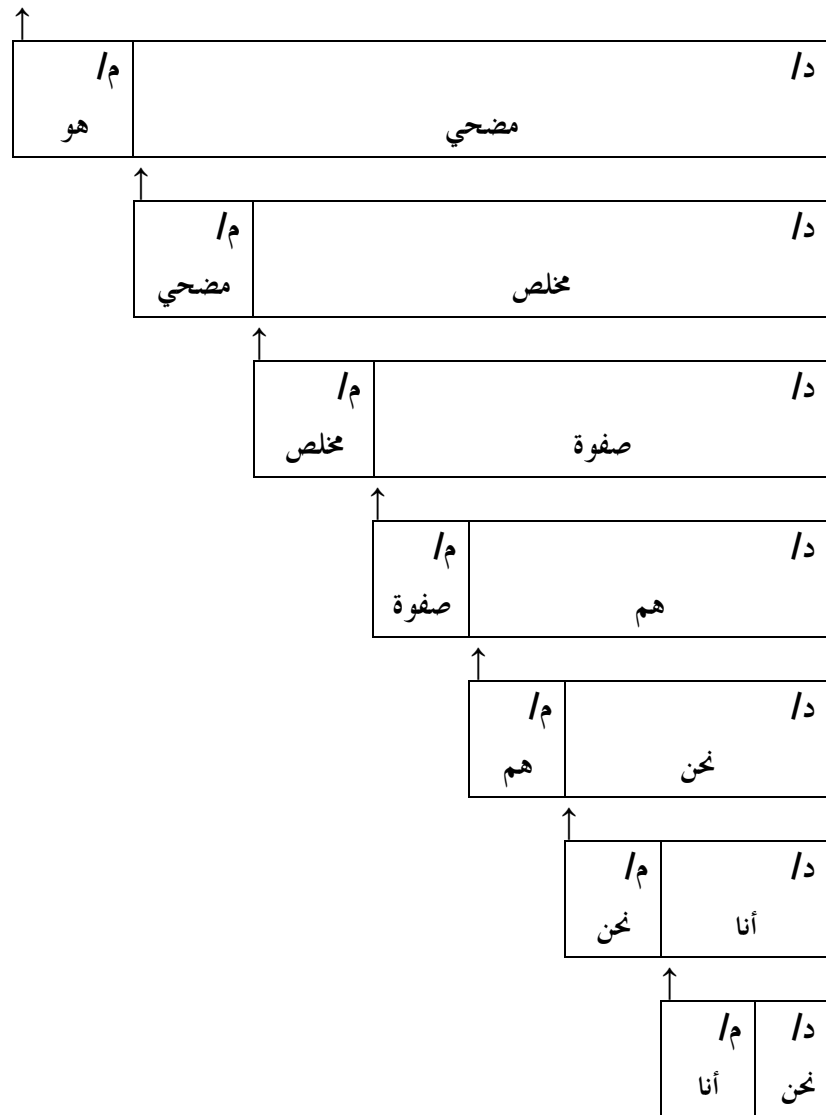 ↑
د/ م/
مضحي هو
↑
د/ م/
مخلص مضحي
↑
د/ م/
صفوة مخلص
↑
د/ م/
هم صفوة
↑
د/ م/
نحن هم
↑
د/ م/
أنا نحن
↑
د/ م/
نحن أنا